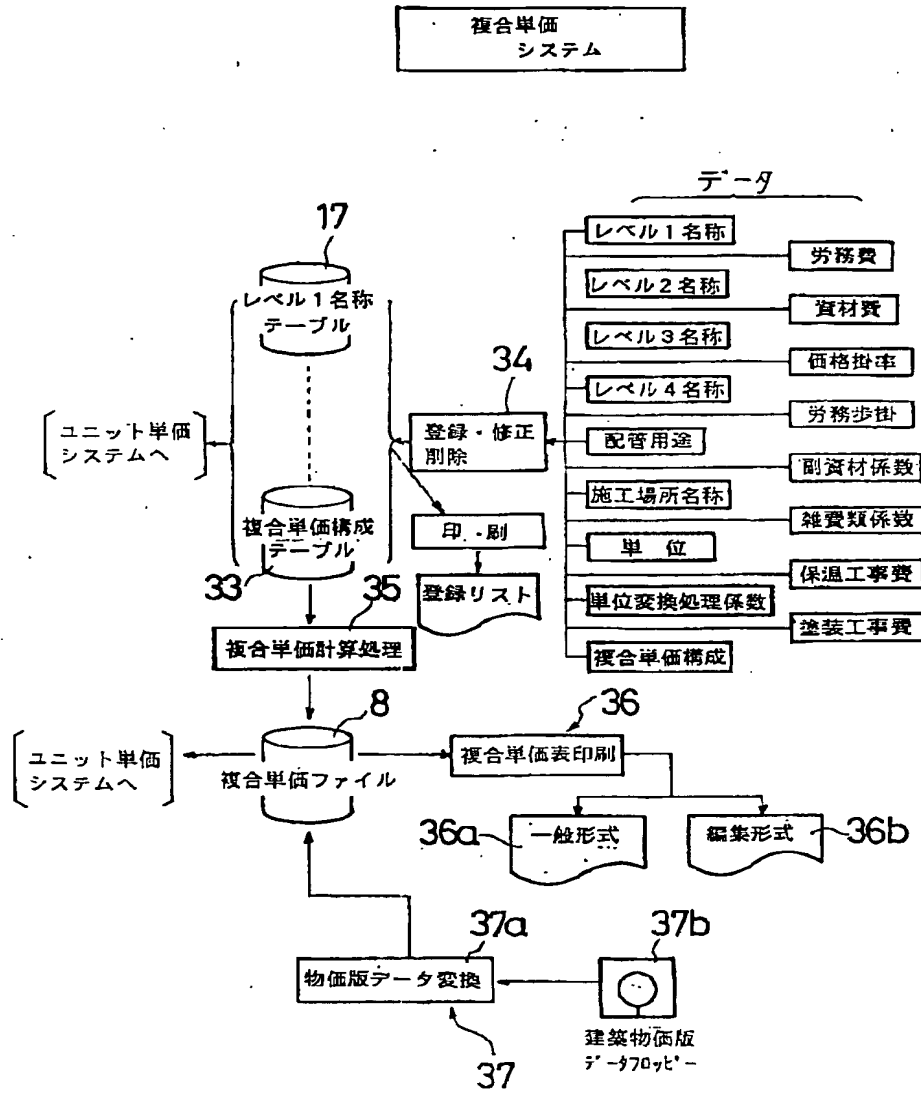 複合単価
システム
データ
17
レベル1名称
テーブル
レベル1名称
労務費
レベル2名称
資材費
レベル3名称
34
価格掛率
レベル4名称
ユニット単価
システムへ
登録・修正
削除
労務歩掛
配管用途
副資材係数
施工場所名称
複合単価構成
テーブル
印・刷
雑費類係数
単 位
33
35
登録リスト
保温工事費
単位変換処理係数
塗装工事費
複合単価計算処理
複合単価構成
8
36
ユニット単価
システムへ
複合単価ファイル
複合単価表印刷
36a
一般形式
編集形式
36b
37a
37b
物価版データ変換
建築物価版
データフロッピー
37